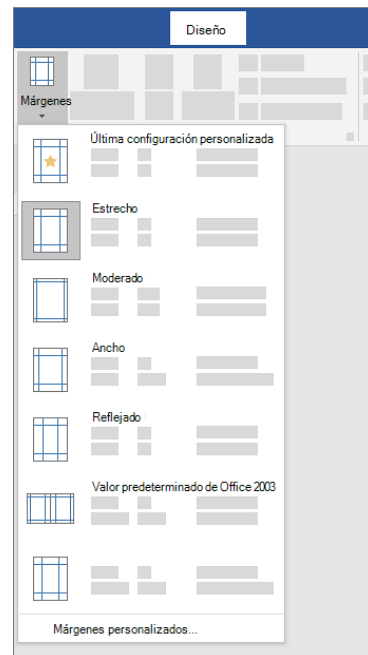 Diseño
Márgenes
Última configuración personalizada
Estrecho
Moderado
Ancho
Reflejado
Valor predeterminado de Office 2003
Márgenes personalizados...